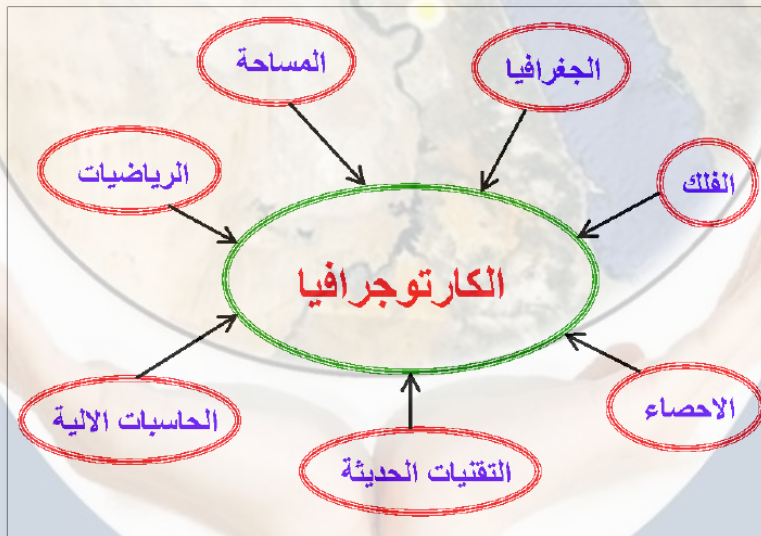 الجغرافيا
المساحة
الفلك
الرياضيات
الكارتوجرافيا
الاحصاء
الحاسبات الالية
التقنيات الحديثة